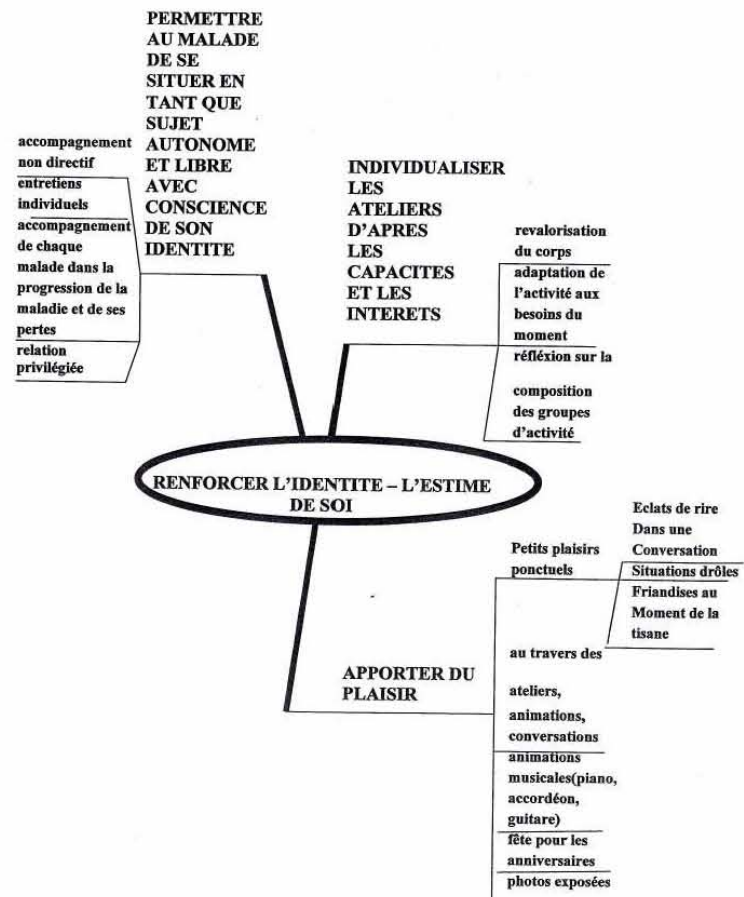 PERMETTRE
AU MALADE
DE SE
SITUER EN
TANT QUE
SUJET
AUTONOME
ET LIBRE
AVEC
CONSCIENCE
DE SON
IDENTITE
accompagnement
non directif
entretiens
individuels
accompagnement
de chaque
malade dans la
progression de la
maladie et de ses
pertes
relation
privilégiée
INDIVIDUALISER
LES
ATELIERS
D'APRES
LES
CAPACITES
ET LES
INTERETS
revalorisation
du corps
adaptation de
l'activité aux
besoins du
moment
réfléxion sur la
composition
des groupes
d'activité
RENFORCER L'IDENTITE – L'ESTIME
DE SOI
APPORTER DU
PLAISIR
Petits plaisirs
ponctuels
Eclats de rire
Dans une
Conversation
Situations drôles
Friandises au
Moment de la
tisane
au travers des
ateliers,
animations,
conversations
animations
musicales(piano,
accordéon,
guitare)
fête pour les
anniversaires
photos exposées